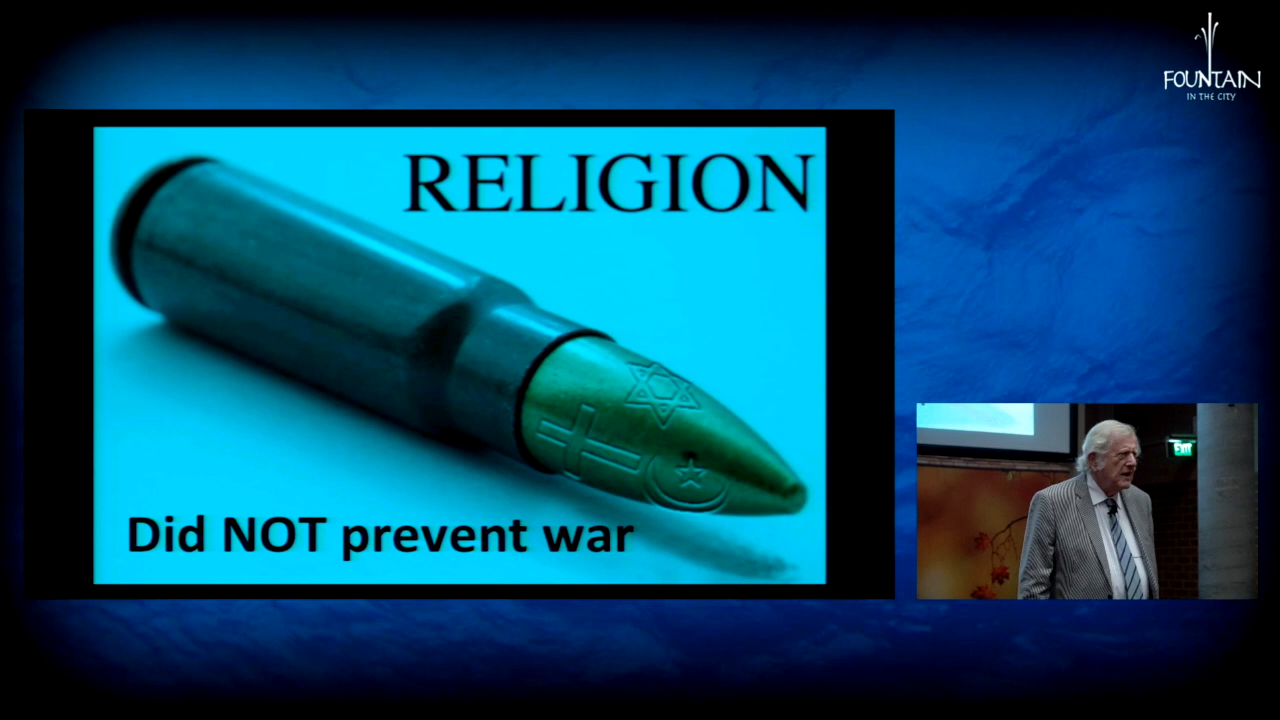 RELIGION
Did NOT prevent war
FOUNTAIN
IN THE CITY
EXIT